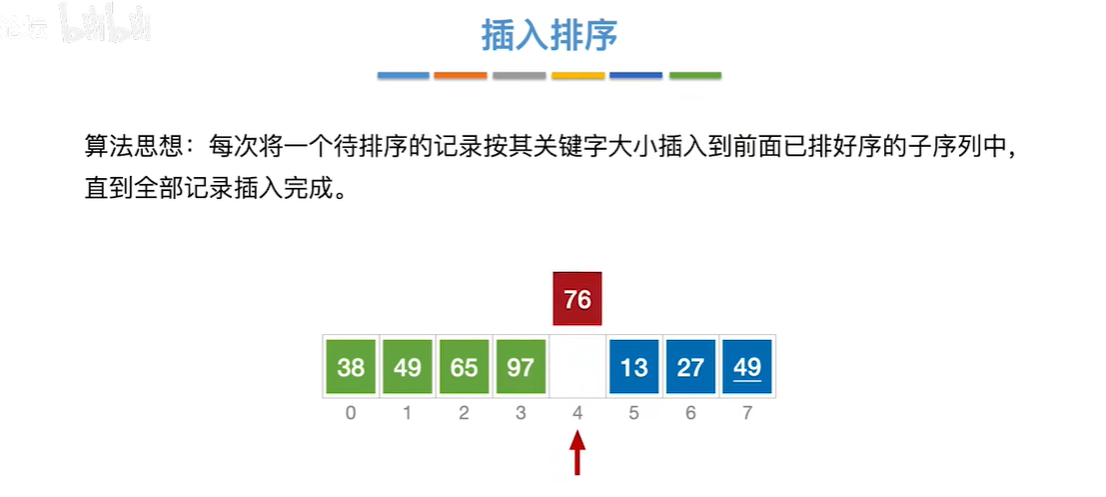 论坛 bilibili
插入排序
算法思想：每次将一个待排序的记录按其关键字大小插入到前面已排好序的子序列中，
直到全部记录插入完成。
76
38 49 65 97 13 27 49
0 1 2 3 4 5 6 7